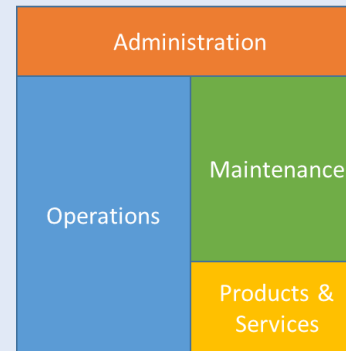 Administration
Maintenance
Operations
Products &
Services